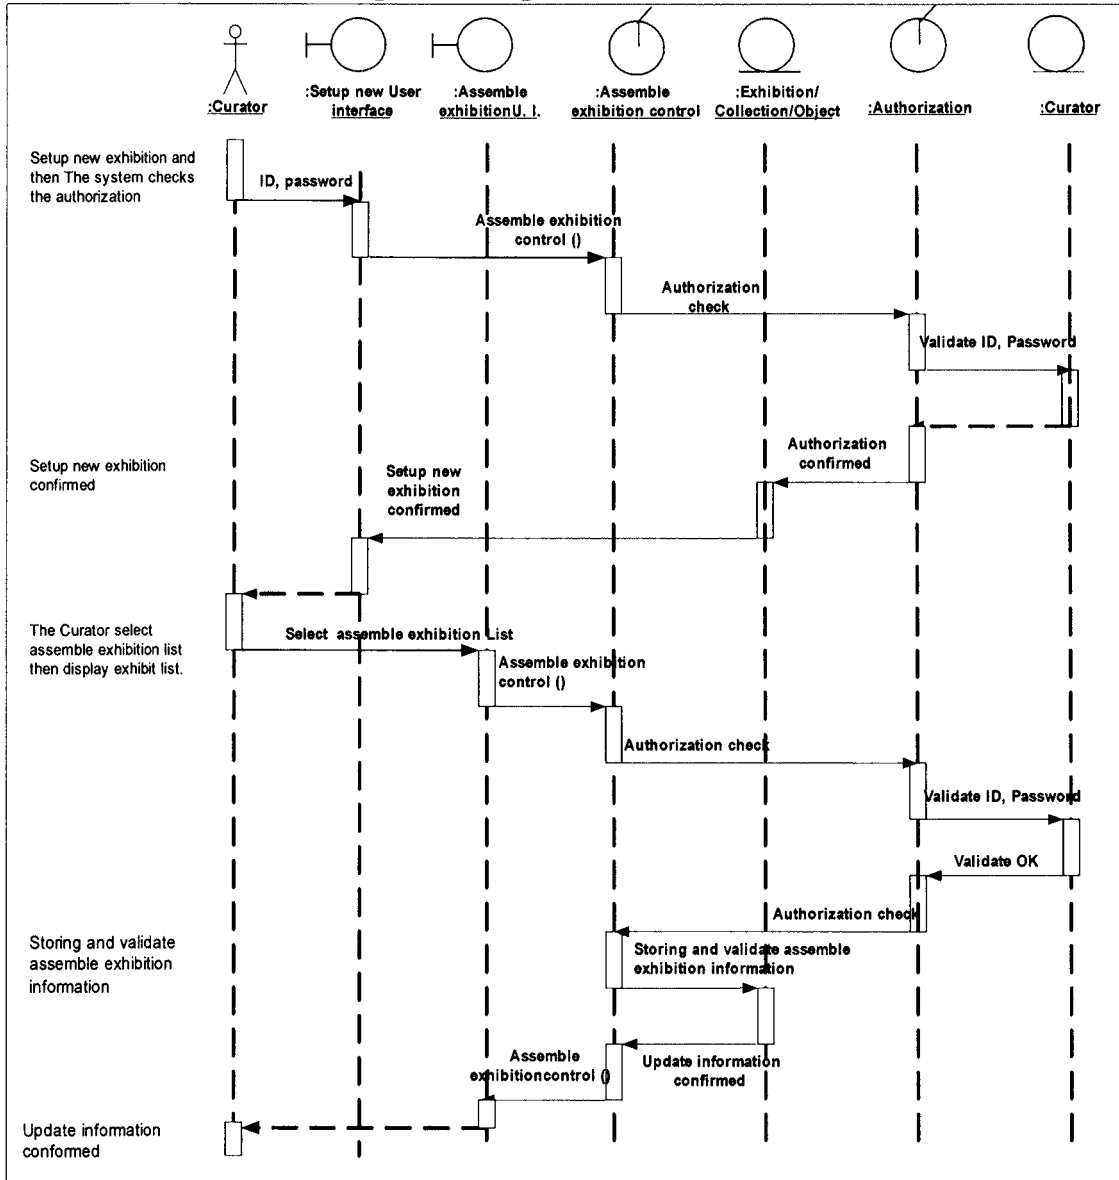 :Curator
:Setup new User
interface
:Assemble
exhibitionU. I.
:Assemble
exhibition control
:Exhibition/
Collection/Object
:Authorization
:Curator
Setup new exhibition and
then The system checks
the authorization
ID, password
Assemble exhibition
control ()
Authorization
check
Validate ID, Password
Authorization
confirmed
Setup new exhibition
confirmed
Setup new
exhibition
confirmed
The Curator select
assemble exhibition list
then display exhibit list.
Select assemble exhibition List
Assemble exhibition
control ()
Authorization check
Validate ID, Password
Validate OK
Authorization check
Storing and validate
assemble exhibition
information
Storing and validate assemble
exhibition information
Update information
confirmed
Assemble
exhibitioncontrol ()
Update information
conformed